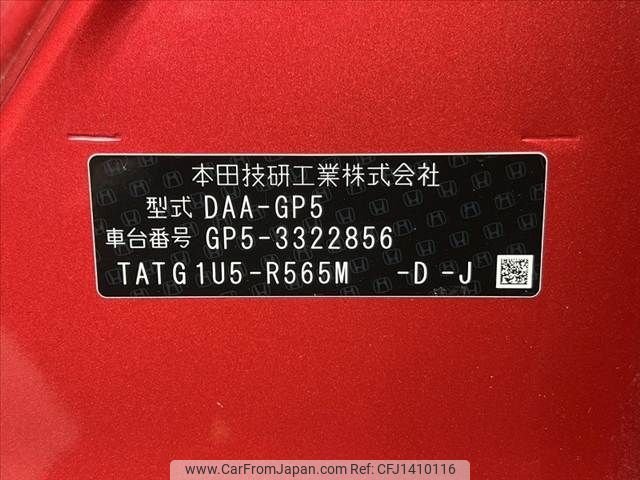 本田技研工業株式会社
型式 DAA-GP5
車台番号 GP5-3322856
TATG1U5-R565M -D -J
www.CarFromJapan.com - CFJ1410116